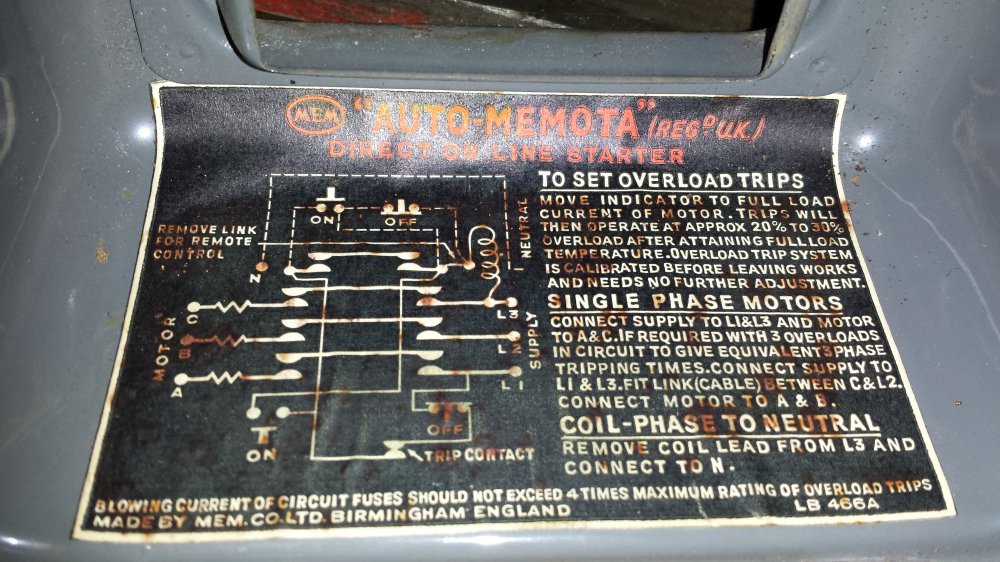 MEM "AUTO-MEMOTA" (REGD U.K.)
DIRECT ON LINE STARTER
REMOVE LINK
FOR REMOTE
CONTROL
ON
OFF
NEUTRAL
N
MOTOR
C
B
A
L3
L2
L1
SUPPLY
ON
OFF
TRIP CONTACT
TO SET OVERLOAD TRIPS
MOVE INDICATOR TO FULL LOAD
CURRENT OF MOTOR. TRIPS WILL
THEN OPERATE AT APPROX 20% TO 30%
OVERLOAD AFTER ATTAINING FULL LOAD
TEMPERATURE. OVERLOAD TRIP SYSTEM
IS CALIBRATED BEFORE LEAVING WORKS
AND NEEDS NO FURTHER ADJUSTMENT.
SINGLE PHASE MOTORS
CONNECT SUPPLY TO L1&L3 AND MOTOR
TO A&C. IF REQUIRED WITH 3 OVERLOADS
IN CIRCUIT TO GIVE EQUIVALENT 3 PHASE
TRIPPING TIMES. CONNECT SUPPLY TO
L1 & L3. FIT LINK (CABLE) BETWEEN C&L2.
CONNECT MOTOR TO A & B.
COIL-PHASE TO NEUTRAL
REMOVE COIL LEAD FROM L3 AND
CONNECT TO N.
BLOWING CURRENT OF CIRCUIT FUSES SHOULD NOT EXCEED 4 TIMES MAXIMUM RATING OF OVERLOAD TRIPS
MADE BY MEM. CO. LTD. BIRMINGHAM ENGLAND
LB 466A